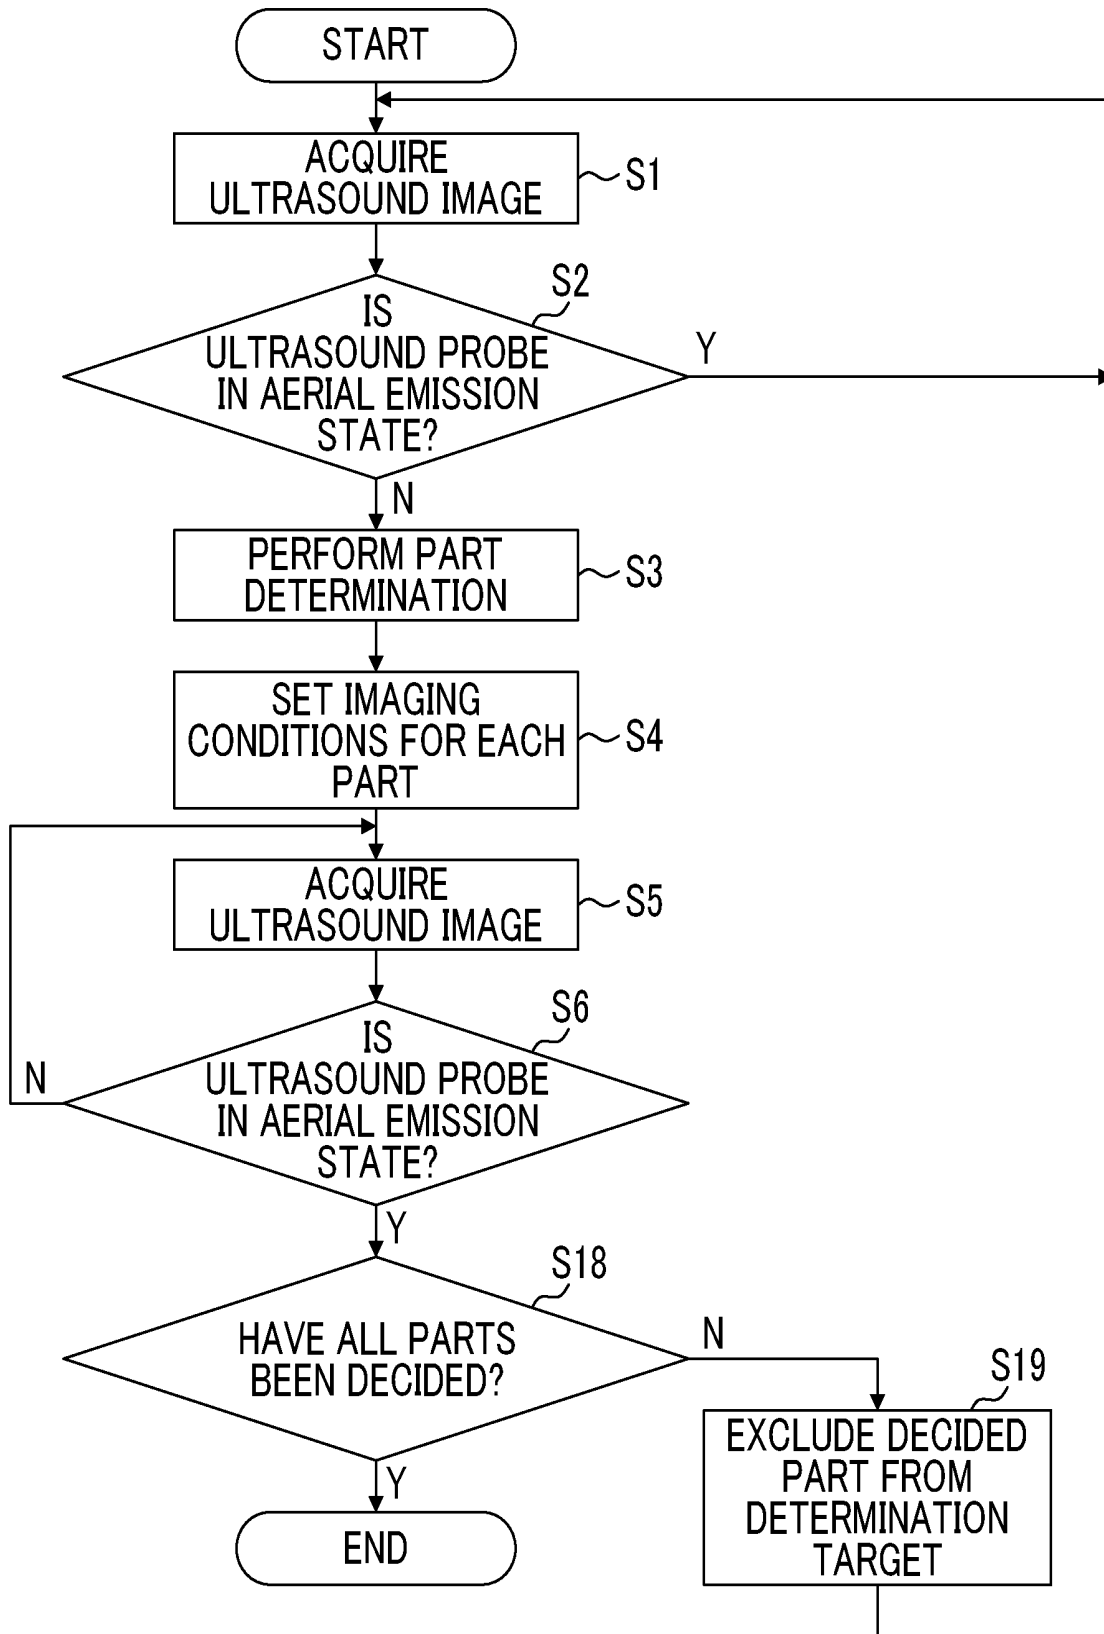 START
ACQUIRE
ULTRASOUND IMAGE
S1
S2
IS
ULTRASOUND PROBE
IN AERIAL EMISSION
STATE?
Y
N
PERFORM PART
DETERMINATION
S3
SET IMAGING
CONDITIONS FOR EACH
PART
S4
ACQUIRE
ULTRASOUND IMAGE
S5
S6
IS
ULTRASOUND PROBE
IN AERIAL EMISSION
STATE?
N
Y
S18
HAVE ALL PARTS
BEEN DECIDED?
N
S19
EXCLUDE DECIDED
PART FROM
DETERMINATION
TARGET
Y
END